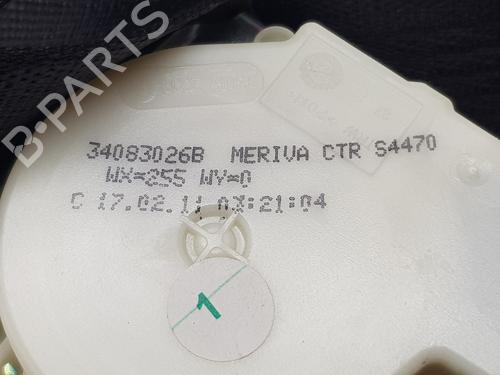 B-PARTS
34083026B MERIVA CTR S4470
WX=255 WY=0
C 17.02.11 03:21:04
1